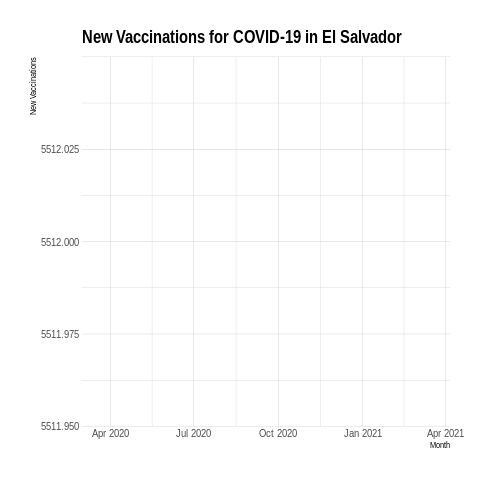 New Vaccinations for COVID-19 in El Salvador
New Vaccinations
5512.025
5512.000
5511.975
5511.950
Apr 2020 Jul 2020 Oct 2020 Jan 2021 Apr 2021
Month